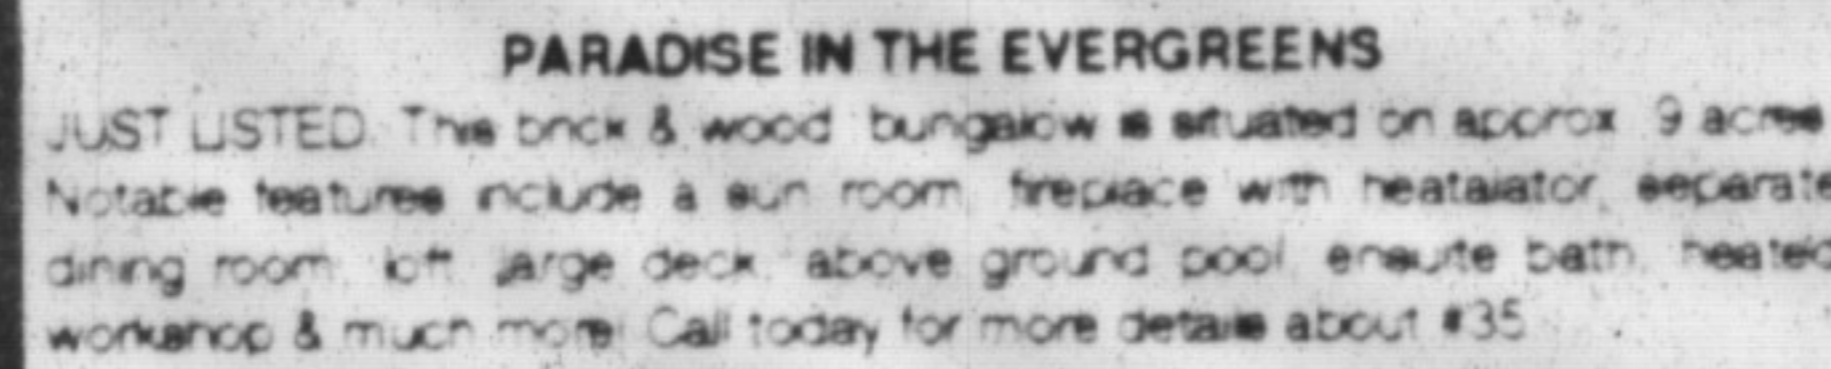 PARADISE IN THE EVERGREENS
JUST LISTED. This brick & wood bungalow is situated on approx. 9 acres
Notable features include a sun room, fireplace with heatalator, separate
dining room, loft, large deck, above ground pool, ensuite bath, heated
workshop & much more! Call today for more details about #35